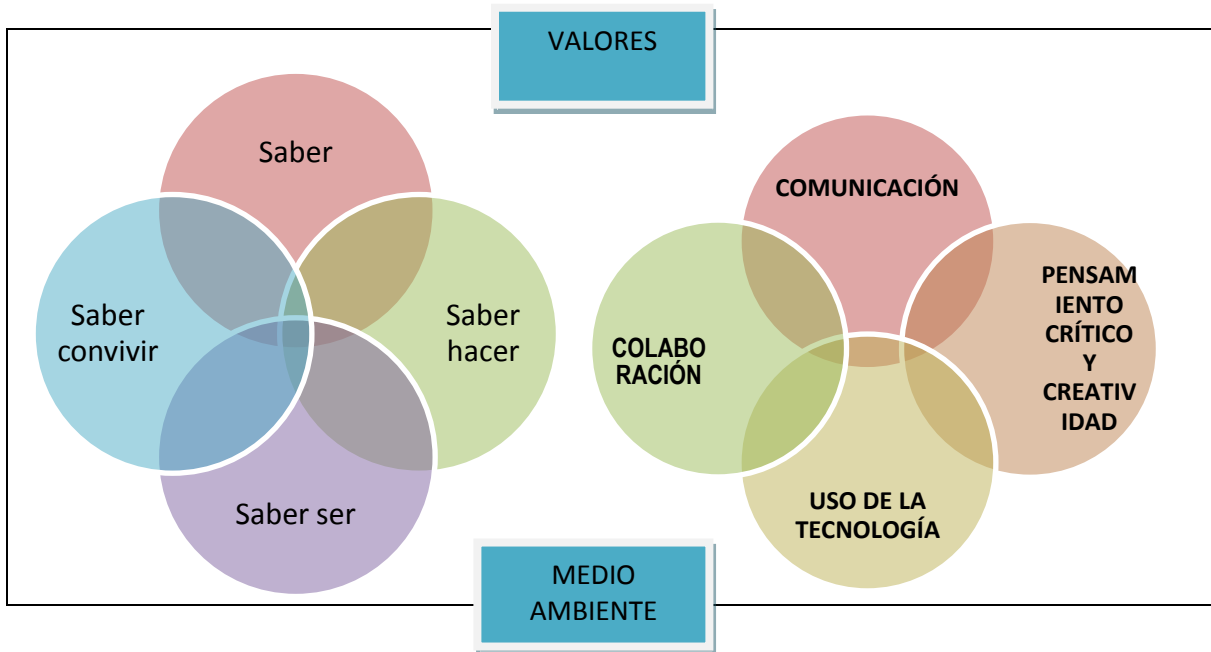 VALORES
Saber
Saber
convivir
Saber
hacer
Saber ser
COMUNICACIÓN
COLABO
RACIÓN
PENSAM
IENTO
CRÍTICO
Y
CREATIV
IDAD
USO DE LA
TECNOLOGÍA
MEDIO
AMBIENTE